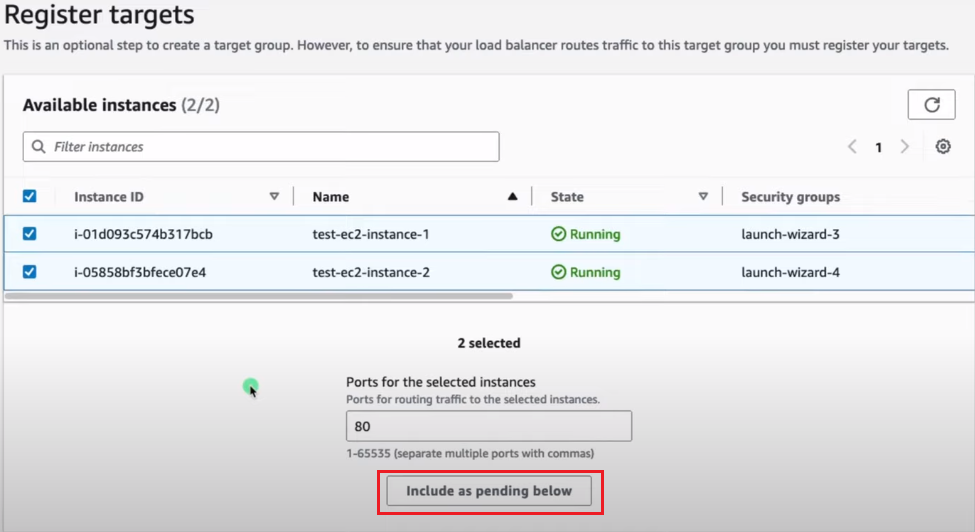 Register targets
This is an optional step to create a target group. However, to ensure that your load balancer routes traffic to this target group you must register your targets.
Available instances (2/2)
Filter instances
1
Instance ID Name State Security groups
i-01d093c574b317bcb test-ec2-instance-1 Running launch-wizard-3
i-05858bf3bfece07e4 test-ec2-instance-2 Running launch-wizard-4
2 selected
Ports for the selected instances
Ports for routing traffic to the selected instances.
80
1-65535 (separate multiple ports with commas)
Include as pending below